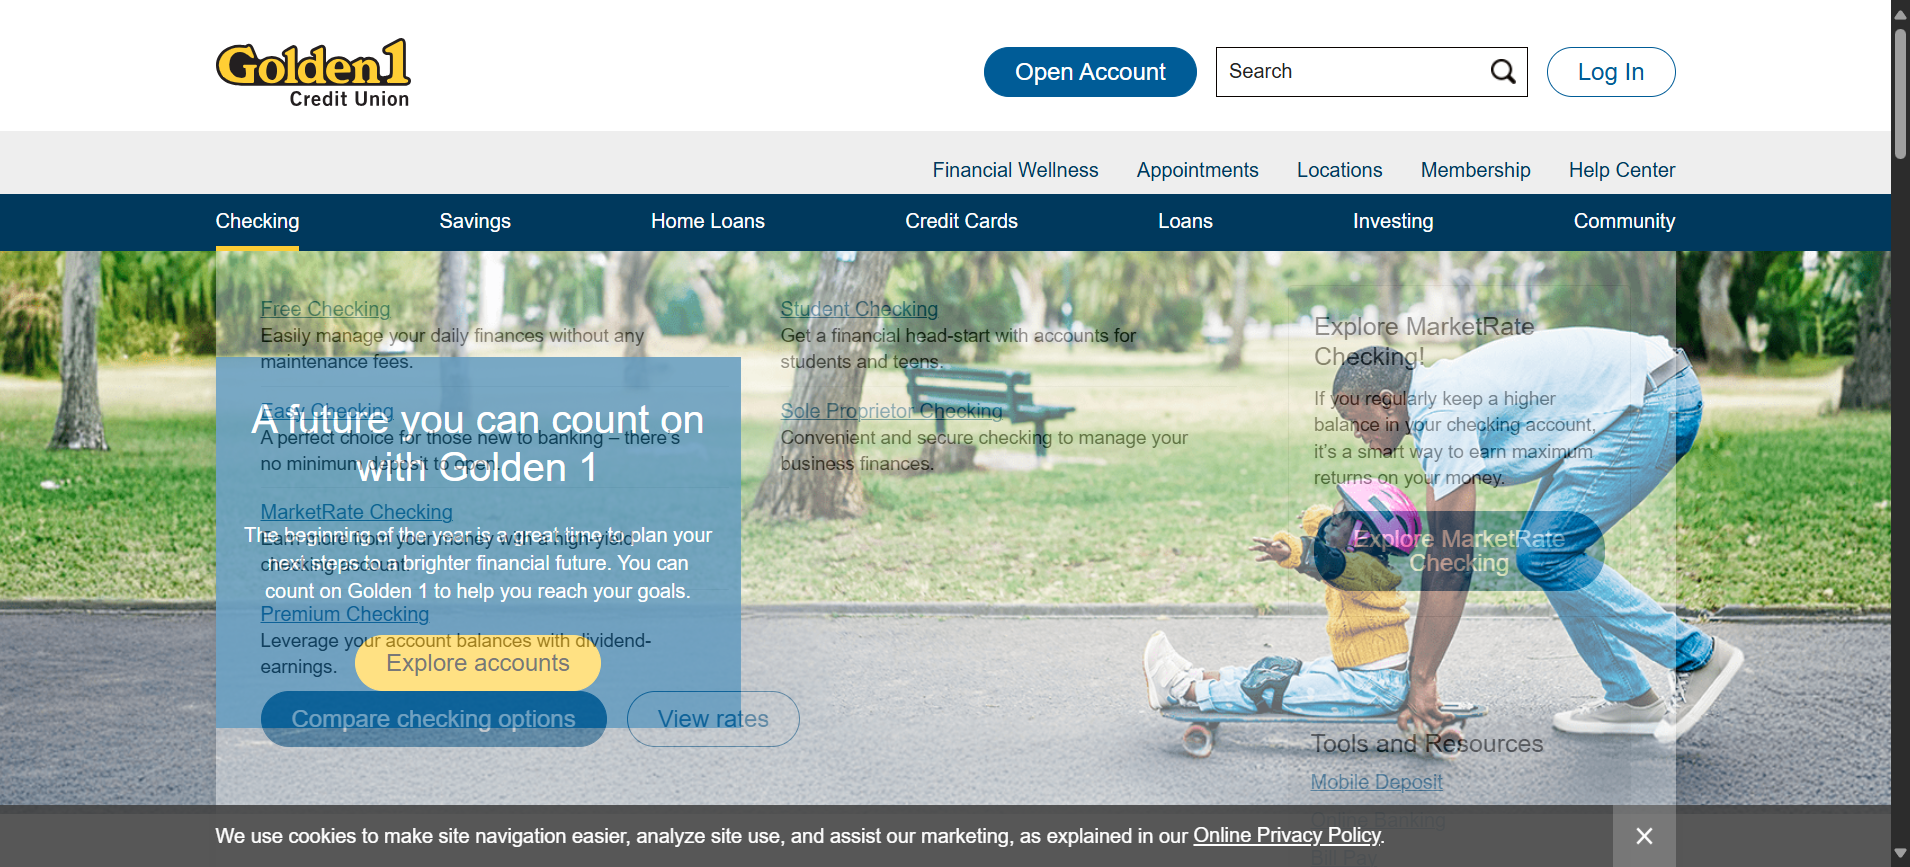 Golden1
Credit Union
Open Account
Search
Log In
Financial Wellness
Appointments
Locations
Membership
Help Center
Checking
Savings
Home Loans
Credit Cards
Loans
Investing
Community
Free Checking
Easily manage your daily finances without any
maintenance fees.
Easy Checking
A perfect choice for those new to banking – there's
no minimum deposit to open.
MarketRate Checking
Earn more from your money with a high-yield
checking account.
Premium Checking
Leverage your account balances with dividend-
earnings.
Compare checking options
View rates
Student Checking
Get a financial head-start with accounts for
students and teens.
Sole Proprietor Checking
Convenient and secure checking to manage your
business finances.
Explore MarketRate
Checking!
If you regularly keep a higher
balance in your checking account,
it's a smart way to earn maximum
returns on your money.
Explore MarketRate
Checking
Tools and Resources
Mobile Deposit
Online Banking
Bill Pay
A future you can count on
with Golden 1
The beginning of the year is a great time to plan your
next steps to a brighter financial future. You can
count on Golden 1 to help you reach your goals.
Explore accounts
We use cookies to make site navigation easier, analyze site use, and assist our marketing, as explained in our Online Privacy Policy.